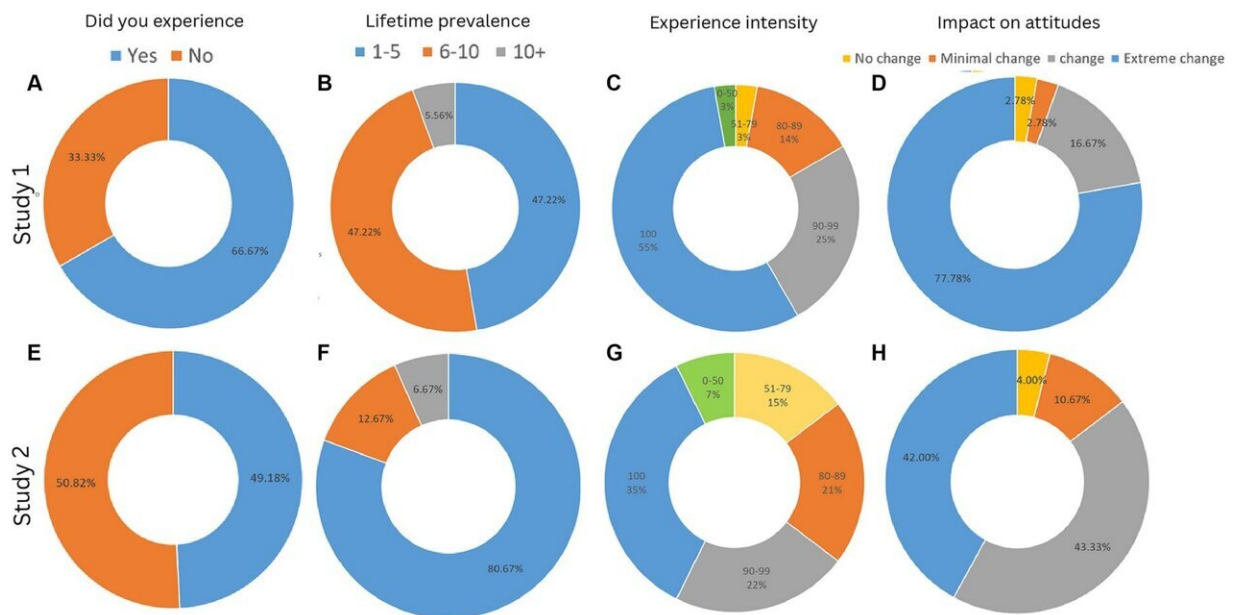 Did you experience
Lifetime prevalence
Experience intensity
Impact on attitudes
Yes No
1-5 6-10 10+
No change Minimal change change Extreme change
Study 1
A
33.33%
66.67%
B
5.56%
47.22%
47.22%
C
0-50
3%
51-79
3%
80-89
14%
90-99
25%
100
55%
D
2.78%
2.78%
16.67%
77.78%
Study 2
E
50.82%
49.18%
F
6.67%
12.67%
80.67%
G
0-50
7%
51-79
15%
80-89
21%
90-99
22%
100
35%
H
4.00%
10.67%
43.33%
42.00%